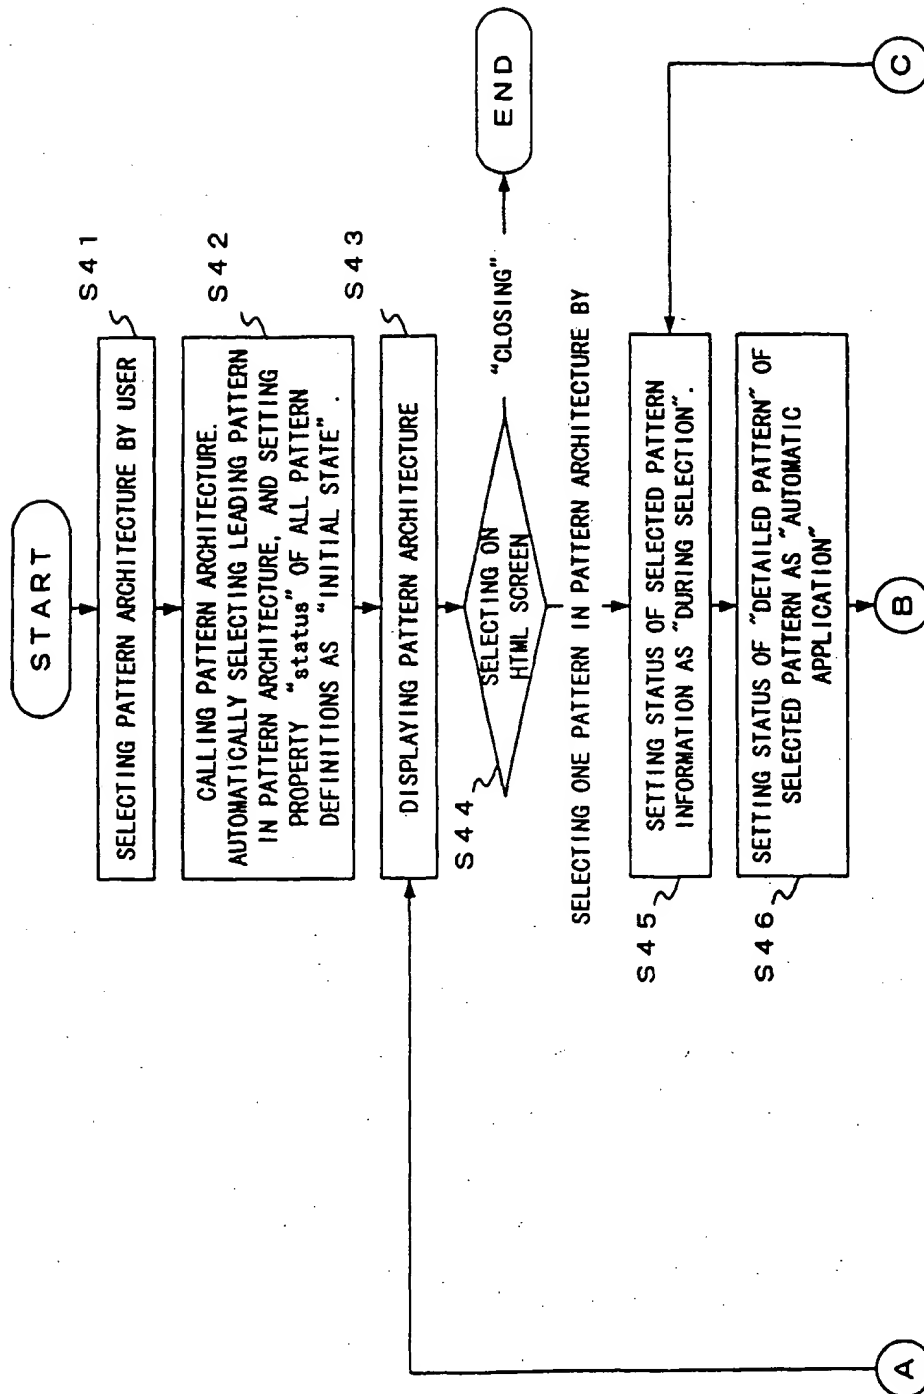 START
S41
SELECTING PATTERN ARCHITECTURE BY USER
S42
CALLING PATTERN ARCHITECTURE.
AUTOMATICALLY SELECTING LEADING PATTERN
IN PATTERN ARCHITECTURE, AND SETTING
PROPERTY "status" OF ALL PATTERN
DEFINITIONS AS "INITIAL STATE".
S43
DISPLAYING PATTERN ARCHITECTURE
S44
SELECTING ON
HTML SCREEN
"CLOSING"
END
SELECTING ONE PATTERN IN PATTERN ARCHITECTURE BY
S45
SETTING STATUS OF SELECTED PATTERN
INFORMATION AS "DURING SELECTION".
S46
SETTING STATUS OF "DETAILED PATTERN" OF
SELECTED PATTERN AS "AUTOMATIC
APPLICATION"
A
B
C